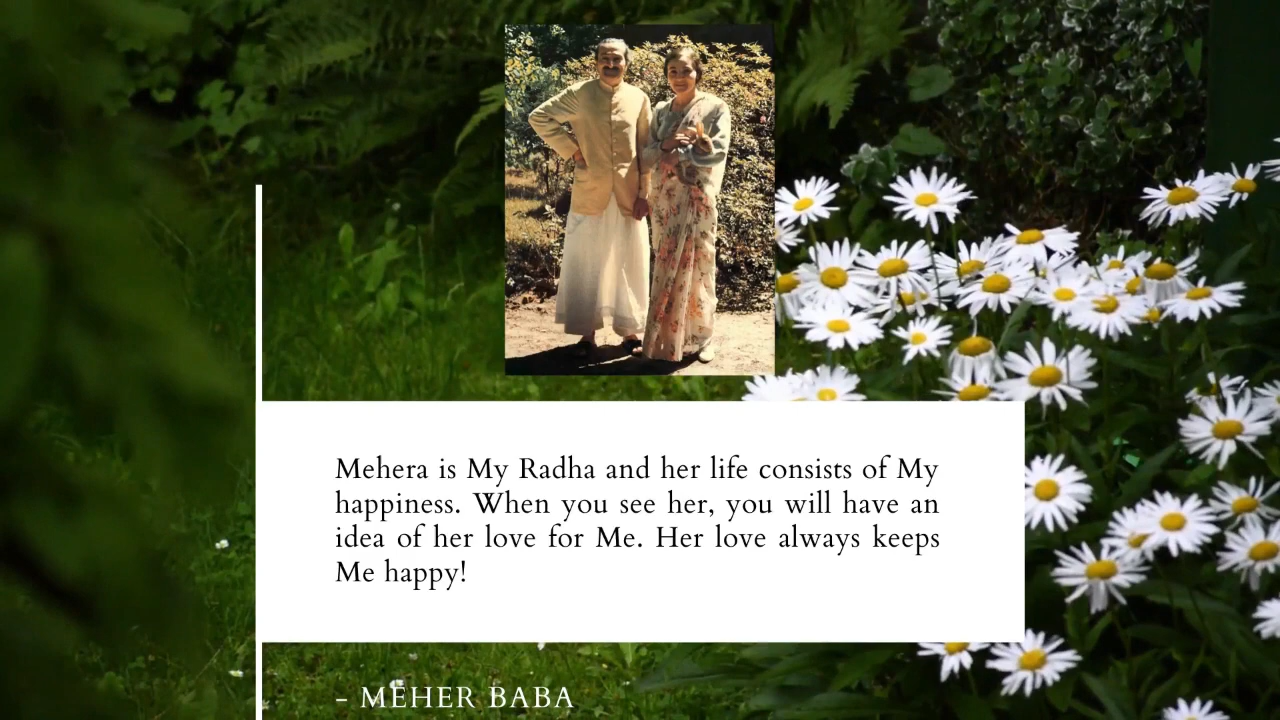 Mehera is My Radha and her life consists of My
happiness. When you see her, you will have an
idea of her love for Me. Her love always keeps
Me happy!
- MEHER BABA